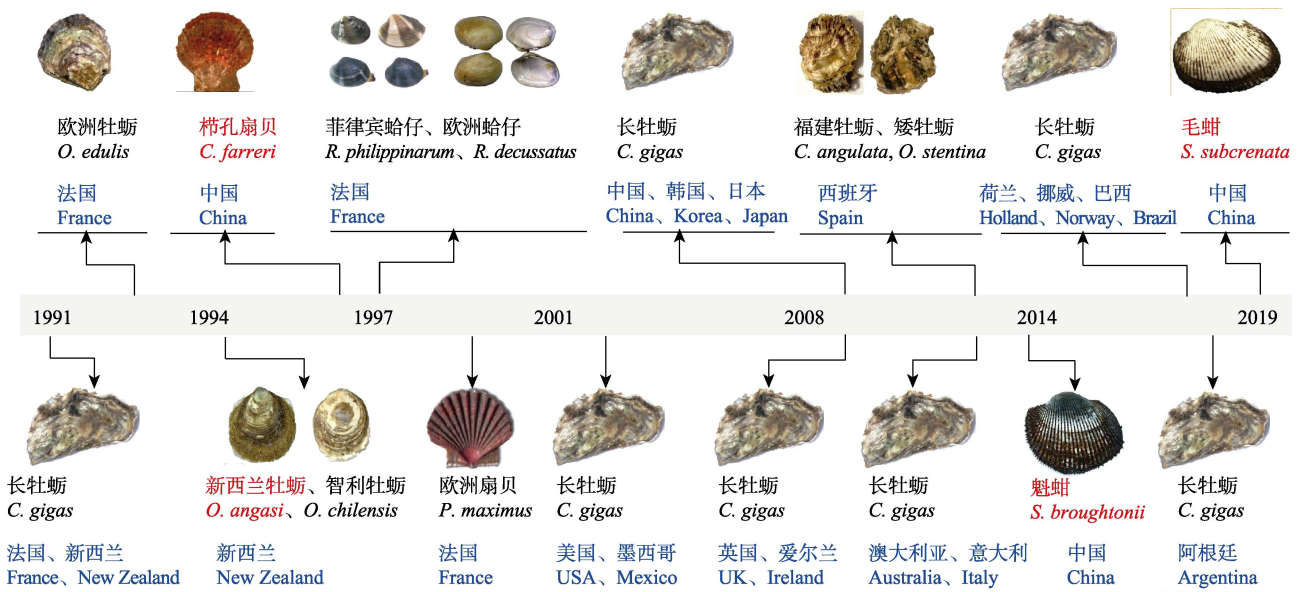 欧洲牡蛎
O. edulis
法国
France
栉孔扇贝
C. farreri
中国
China
菲律宾蛤仔、欧洲蛤仔
R. philippinarum、R. decussatus
法国
France
长牡蛎
C. gigas
中国、韩国、日本
China、Korea、Japan
福建牡蛎、矮牡蛎
C. angulata, O. stentina
西班牙
Spain
长牡蛎
C. gigas
荷兰、挪威、巴西
Holland、Norway、Brazil
毛蚶
S. subcrenata
中国
China
1991
1994
1997
2001
2008
2014
2019
长牡蛎
C. gigas
法国、新西兰
France、New Zealand
新西兰牡蛎、智利牡蛎
O. angasi、O. chilensis
新西兰
New Zealand
欧洲扇贝
P. maximus
法国
France
长牡蛎
C. gigas
美国、墨西哥
USA、Mexico
长牡蛎
C. gigas
英国、爱尔兰
UK、Ireland
长牡蛎
C. gigas
澳大利亚、意大利
Australia、Italy
魁蚶
S. broughtonii
中国
China
长牡蛎
C. gigas
阿根廷
Argentina